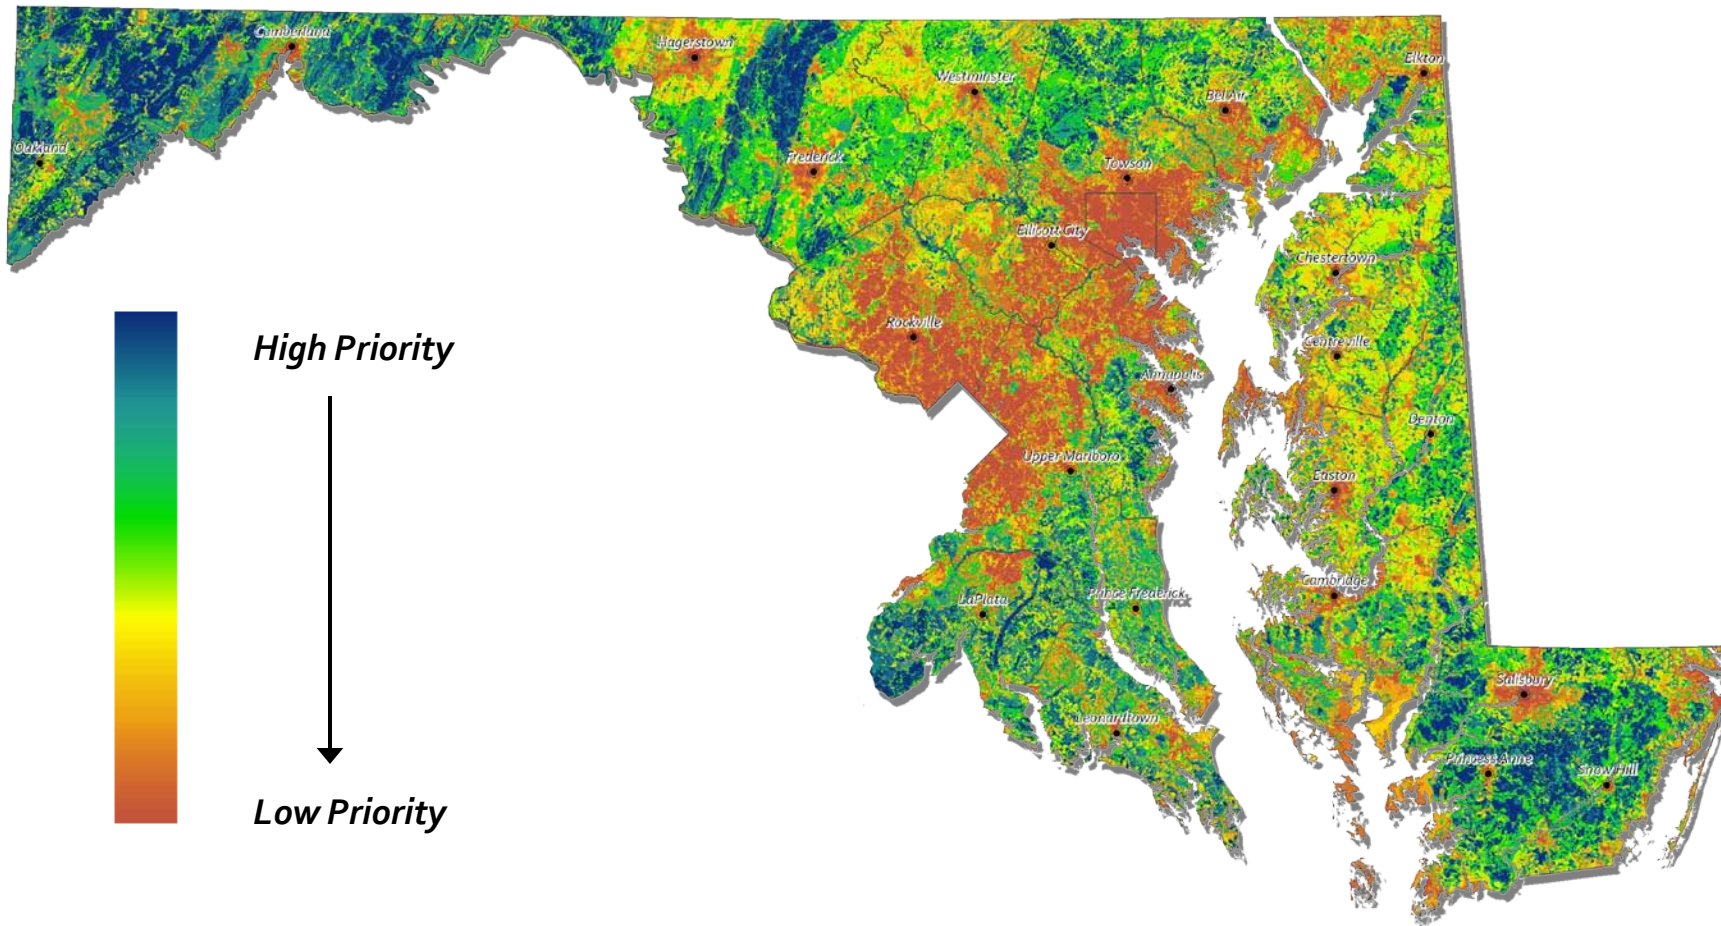 Cumberland
Hagerstown
Westminster
Elkton
Bel Air
Oakland
Frederick
Towson
Ellicott City
Chestertown
Rockville
High Priority
Centreville
Annapolis
Denton
Upper Marlboro
Easton
Cambridge
Prince Frederick
LaPlata
Salisbury
Leonardtown
Princess Anne
Snow Hill
Low Priority